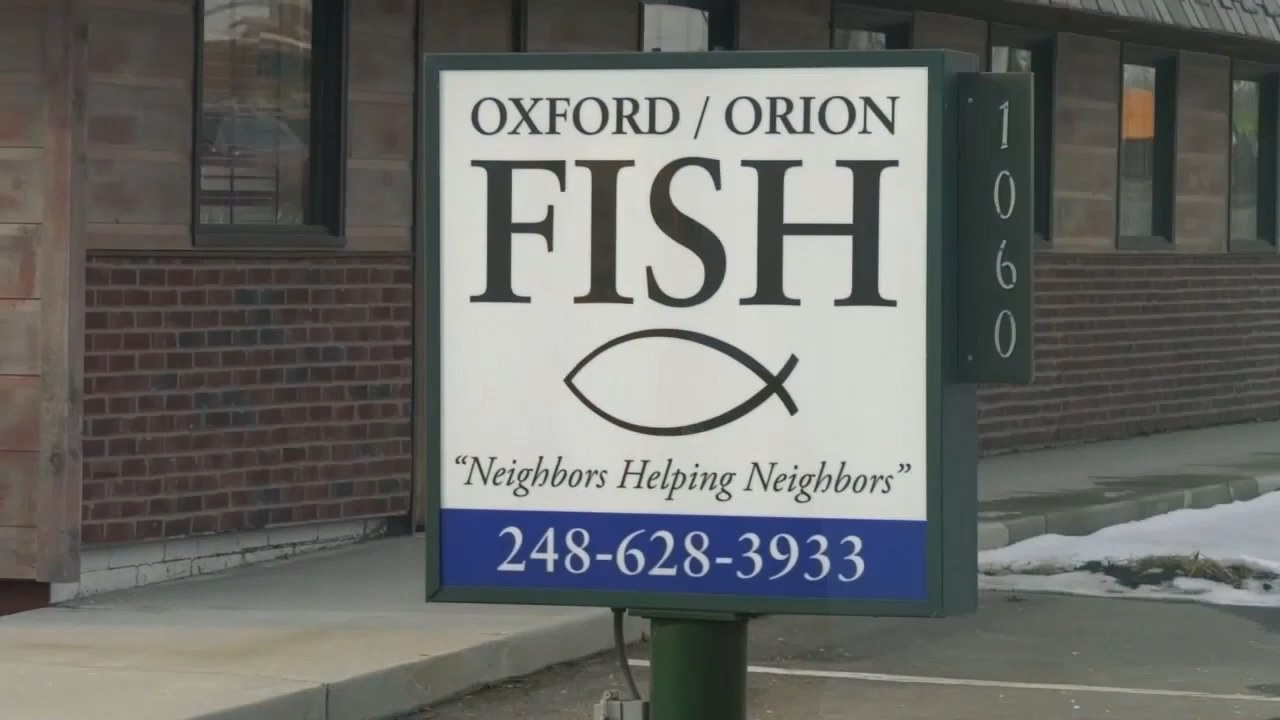 OXFORD / ORION
FISH
“Neighbors Helping Neighbors”
248-628-3933
1060